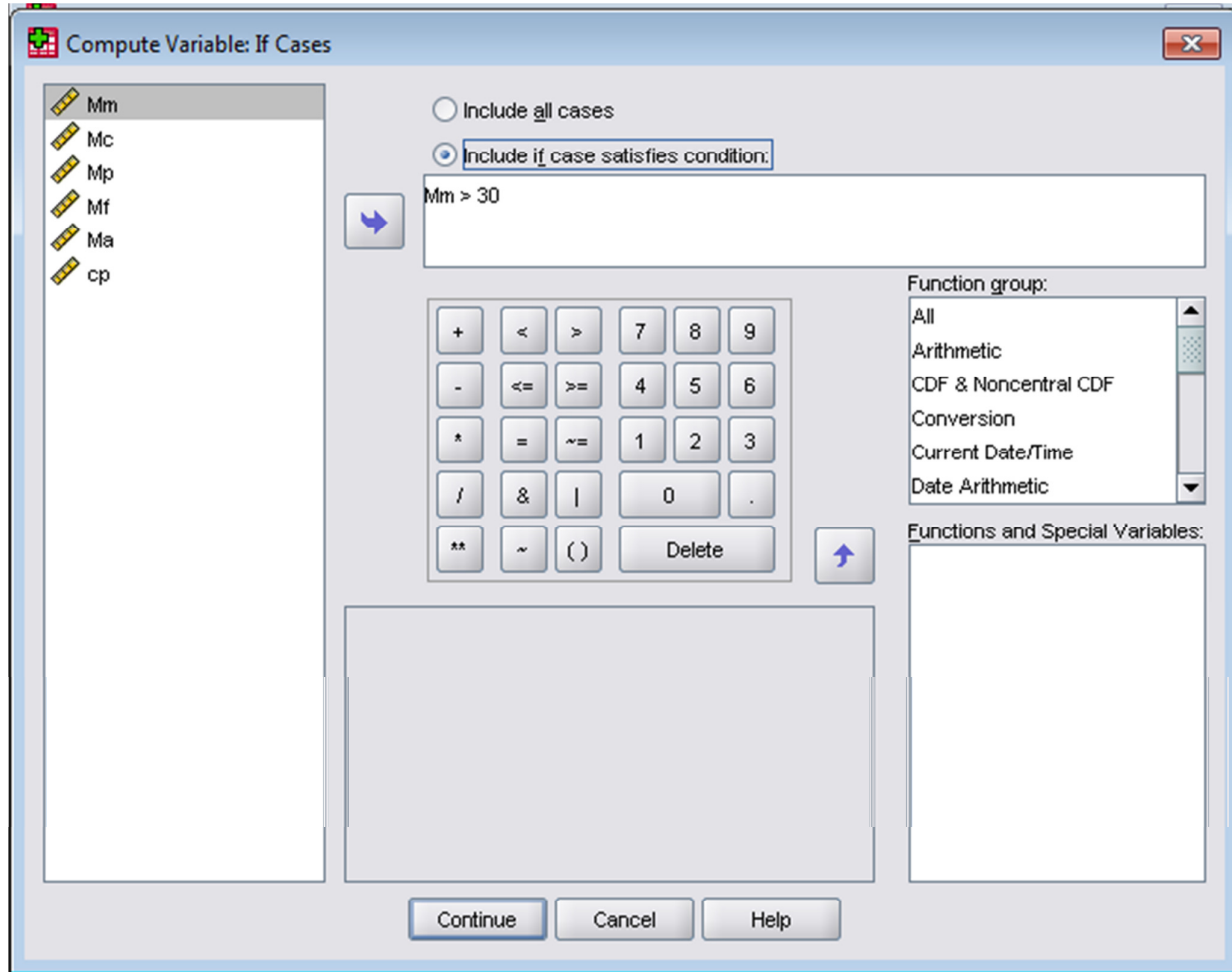 Compute Variable: If Cases
Mm
Mc
Mp
Mf
Ma
cp
Include all cases
Include if case satisfies condition:
Mm > 30
+ < > 7 8 9
- <= >= 4 5 6
* = ~= 1 2 3
/ & | 0 .
** ~ ( ) Delete
Function group:
All
Arithmetic
CDF & Noncentral CDF
Conversion
Current Date/Time
Date Arithmetic
Functions and Special Variables:
Continue Cancel Help